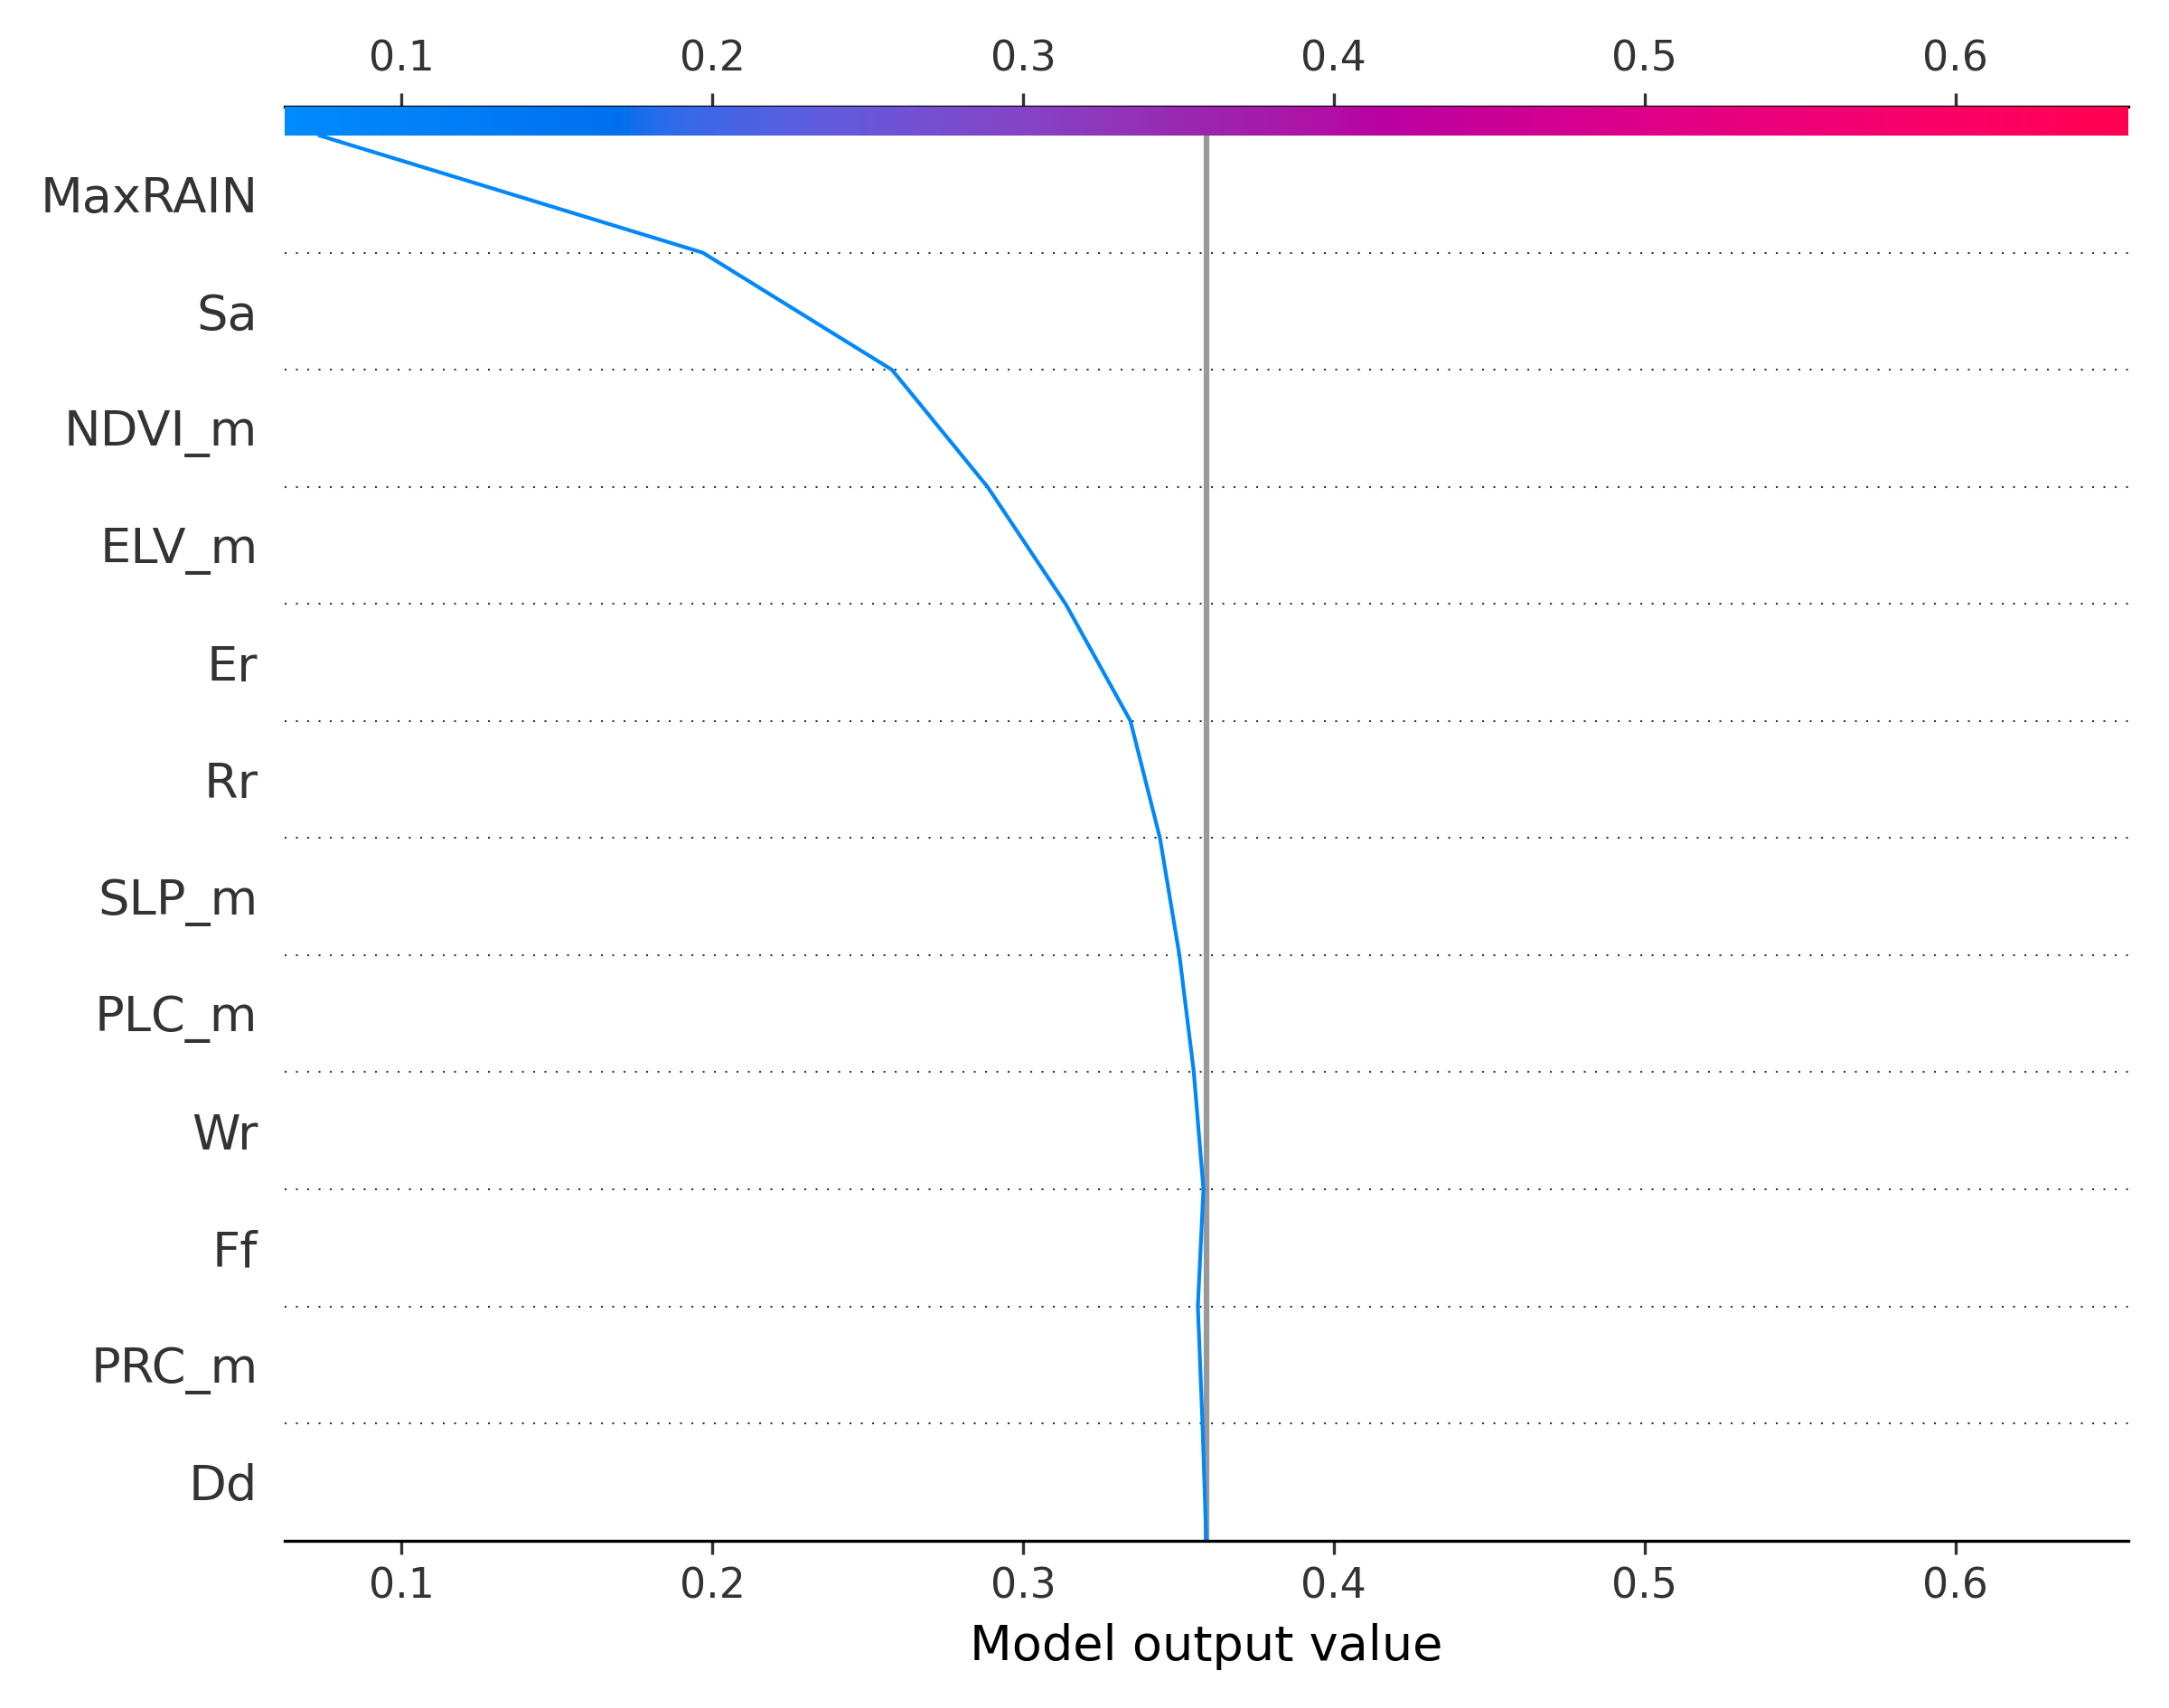 0.1 0.2 0.3 0.4 0.5 0.6
MaxRAIN
Sa
NDVI_m
ELV_m
Er
Rr
SLP_m
PLC_m
Wr
Ff
PRC_m
Dd
0.1 0.2 0.3 0.4 0.5 0.6
Model output value